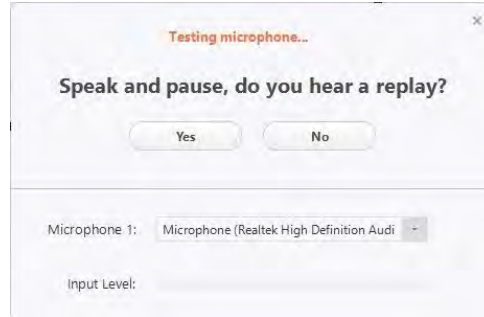 Testing microphone...
Speak and pause, do you hear a replay?
Yes No
Microphone 1: Microphone (Realtek High Definition Audi
Input Level: